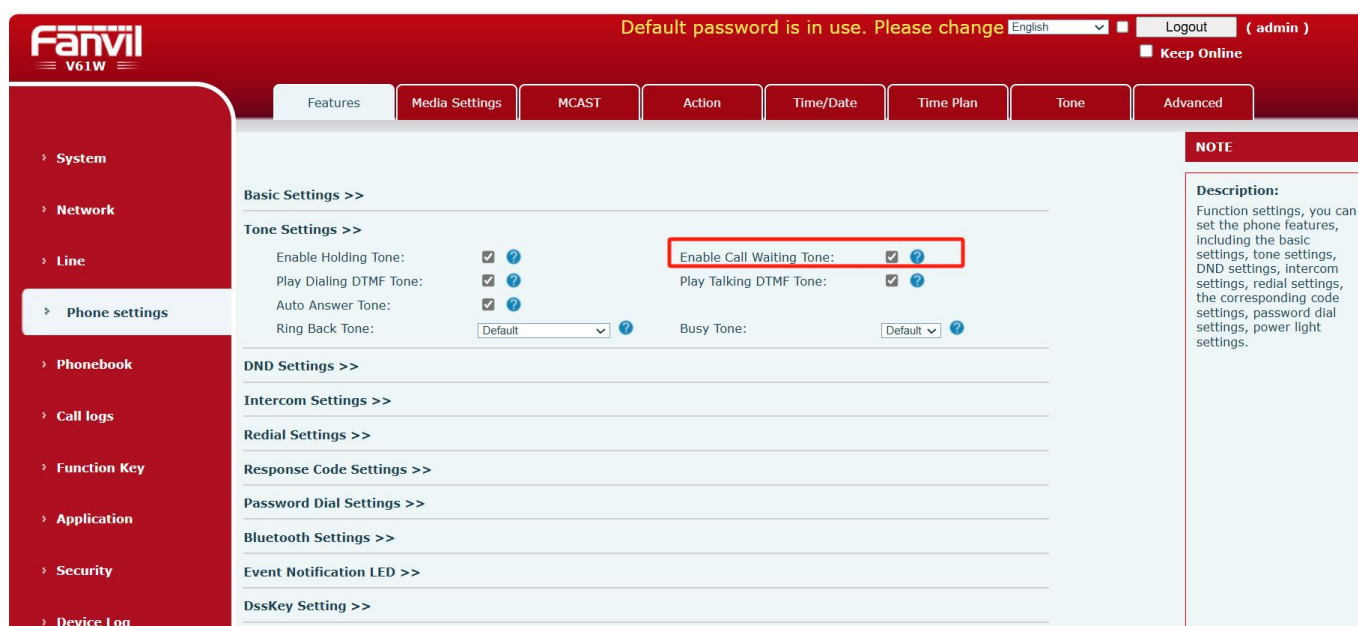 Fanvil
V61W
Default password is in use. Please change English Logout ( admin )
Keep Online
Features Media Settings MCAST Action Time/Date Time Plan Tone Advanced
System
Network
Line
Phone settings
Phonebook
Call logs
Function Key
Application
Security
Device Log
Basic Settings >>
Tone Settings >>
Enable Holding Tone: Enable Call Waiting Tone:
Play Dialing DTMF Tone: Play Talking DTMF Tone:
Auto Answer Tone:
Ring Back Tone: Default Busy Tone: Default
DND Settings >>
Intercom Settings >>
Redial Settings >>
Response Code Settings >>
Password Dial Settings >>
Bluetooth Settings >>
Event Notification LED >>
DssKey Setting >>
NOTE
Description:
Function settings, you can
set the phone features,
including the basic
settings, tone settings,
DND settings, intercom
settings, redial settings,
the corresponding code
settings, password dial
settings, power light
settings.